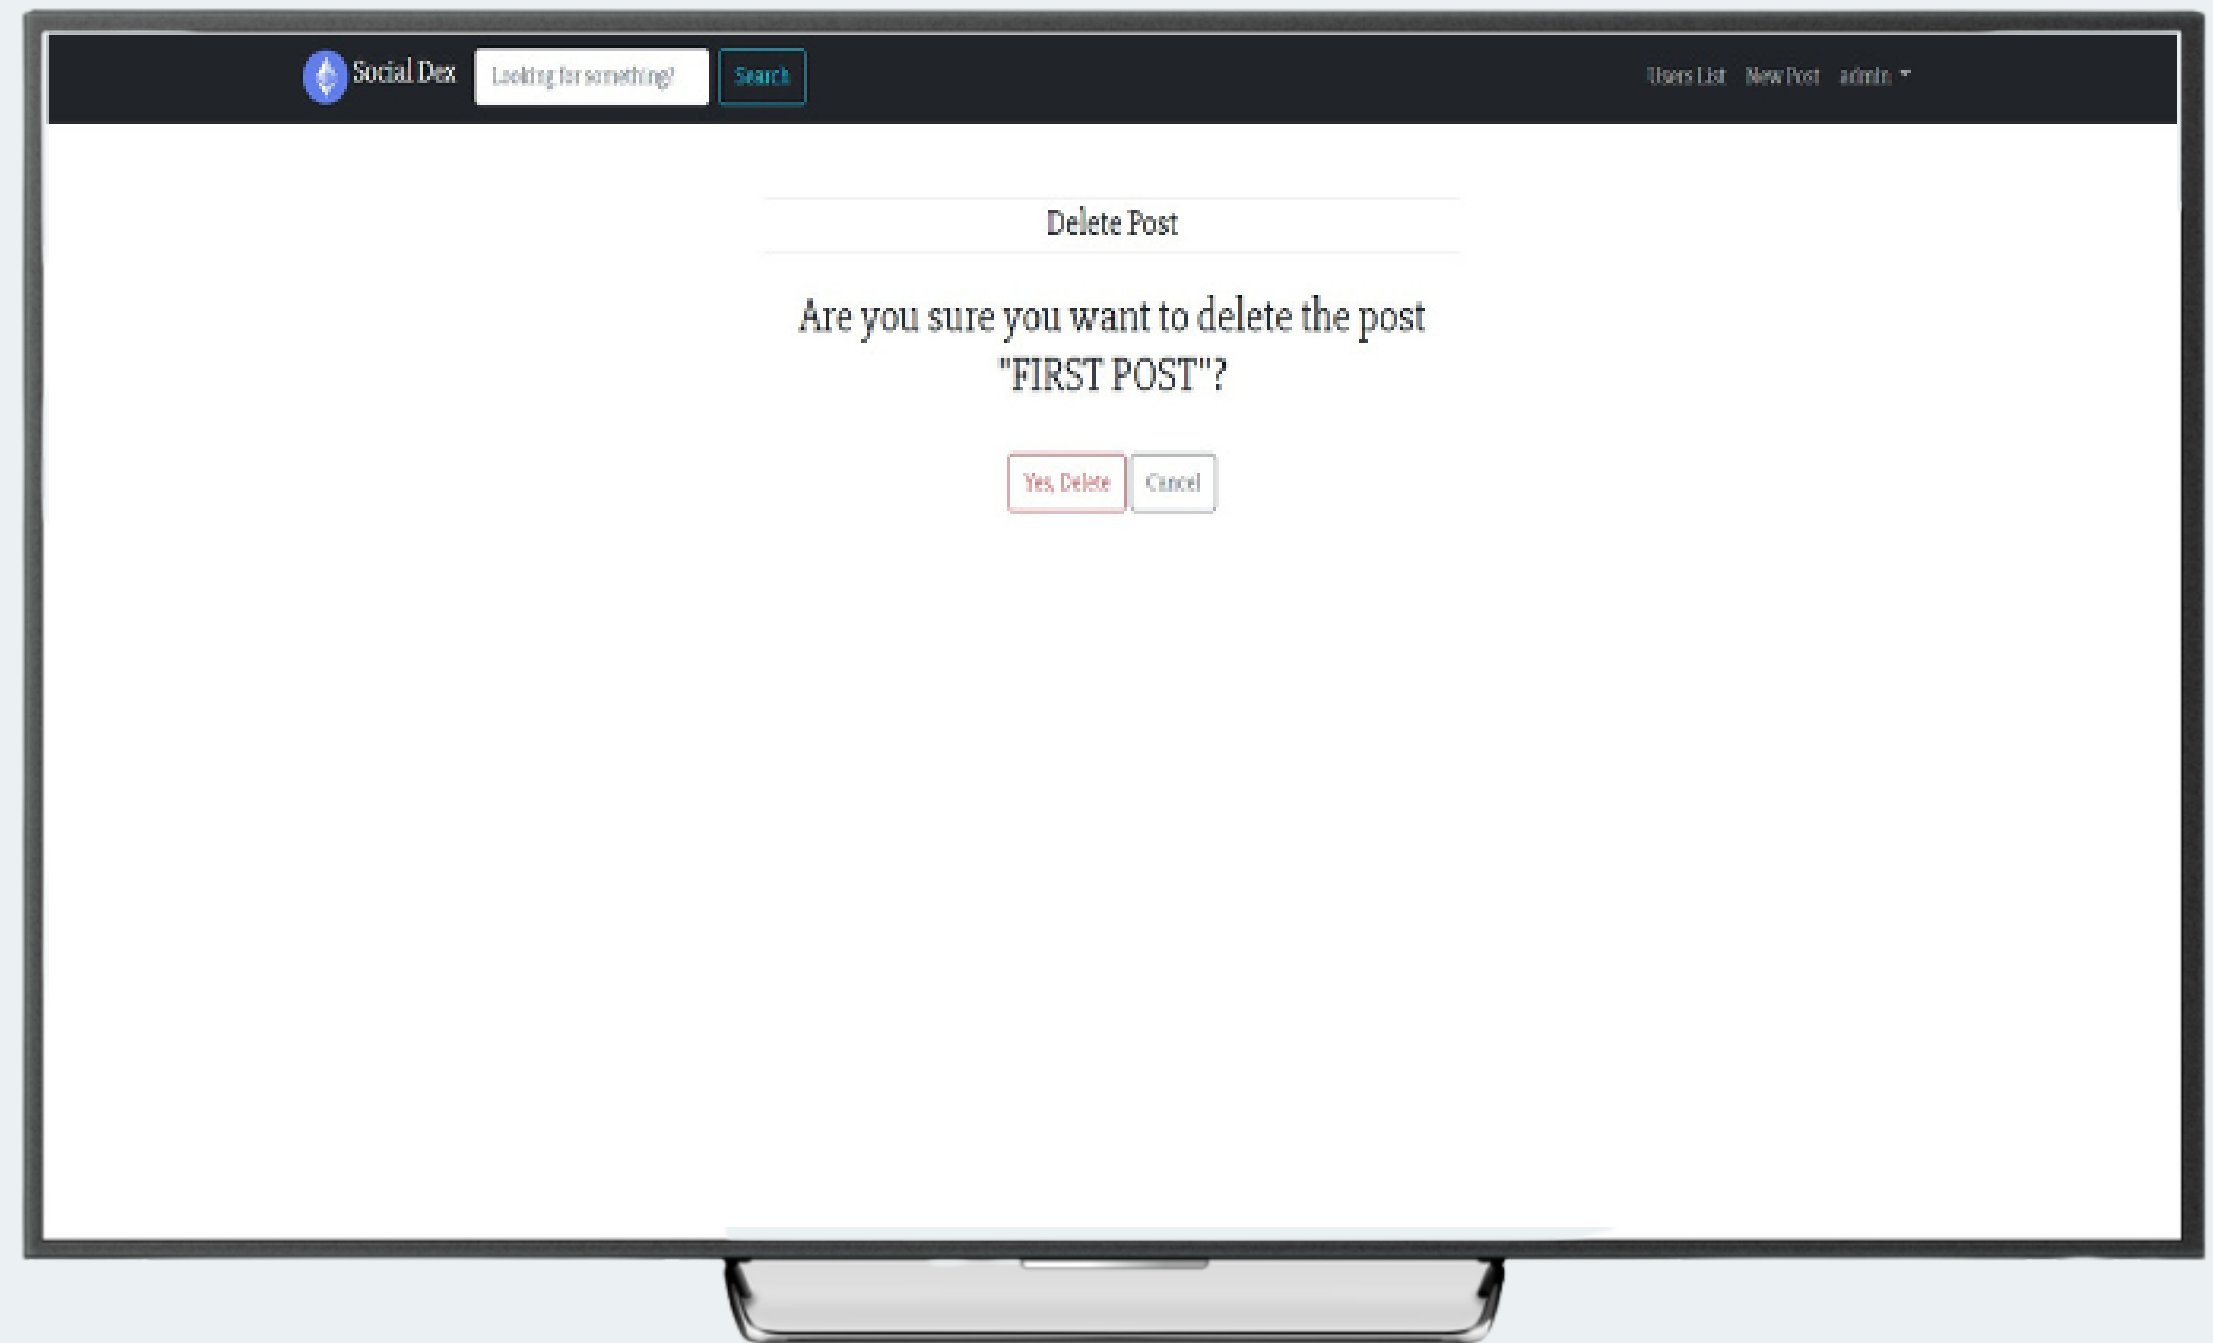 Social Dex
Looking for something?
Search
Users List
New Post
admin
Delete Post
Are you sure you want to delete the post
"FIRST POST"?
Yes, Delete
Cancel